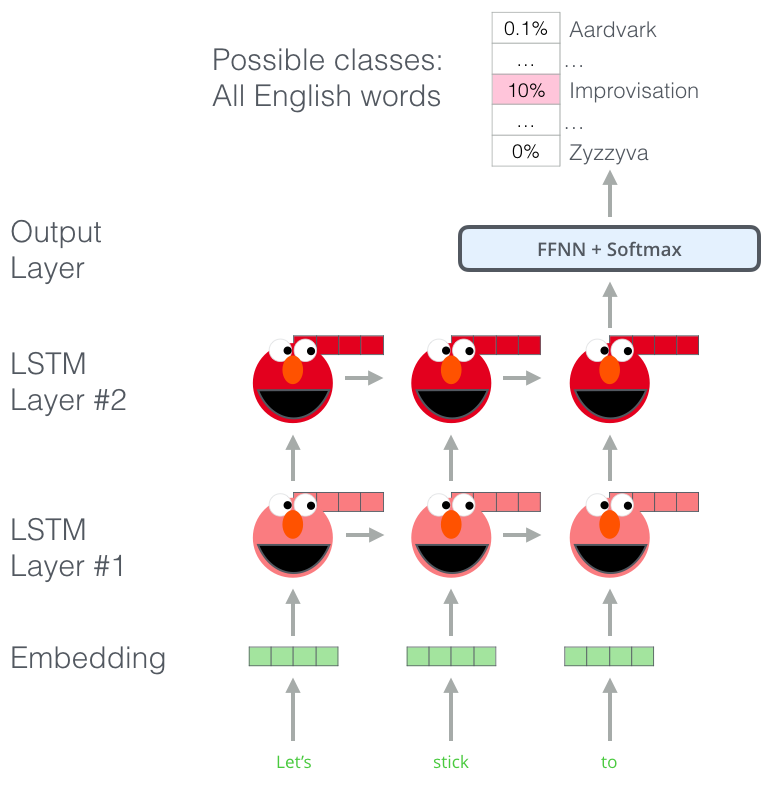 Possible classes:
All English words
0.1% Aardvark
... ...
10% Improvisation
... ...
0% Zyzzyva
Output
Layer
FFNN + Softmax
LSTM
Layer #2
LSTM
Layer #1
Embedding
Let’s stick to